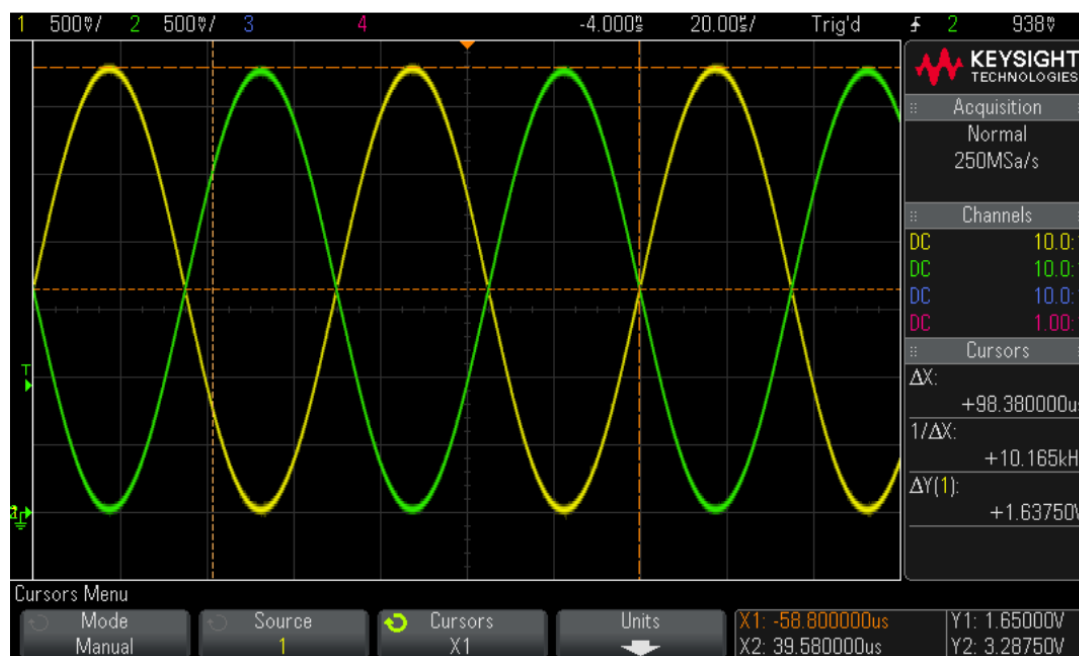 1 500mV/ 2 500mV/ 3 4 -4.000s 20.00s/ Trig'd 2 938mV
KEYSIGHT
TECHNOLOGIES
Acquisition
Normal
250MSa/s
Channels
DC 10.0:
DC 10.0:
DC 10.0:
DC 1.00:
Cursors
ΔX:
+98.380000us
1/ΔX:
+10.165kH
ΔY(1):
+1.63750V
T
Cursors Menu
Mode
Manual
Source
1
Cursors
X1
Units
X1: -58.800000us
X2: 39.580000us
Y1: 1.65000V
Y2: 3.28750V